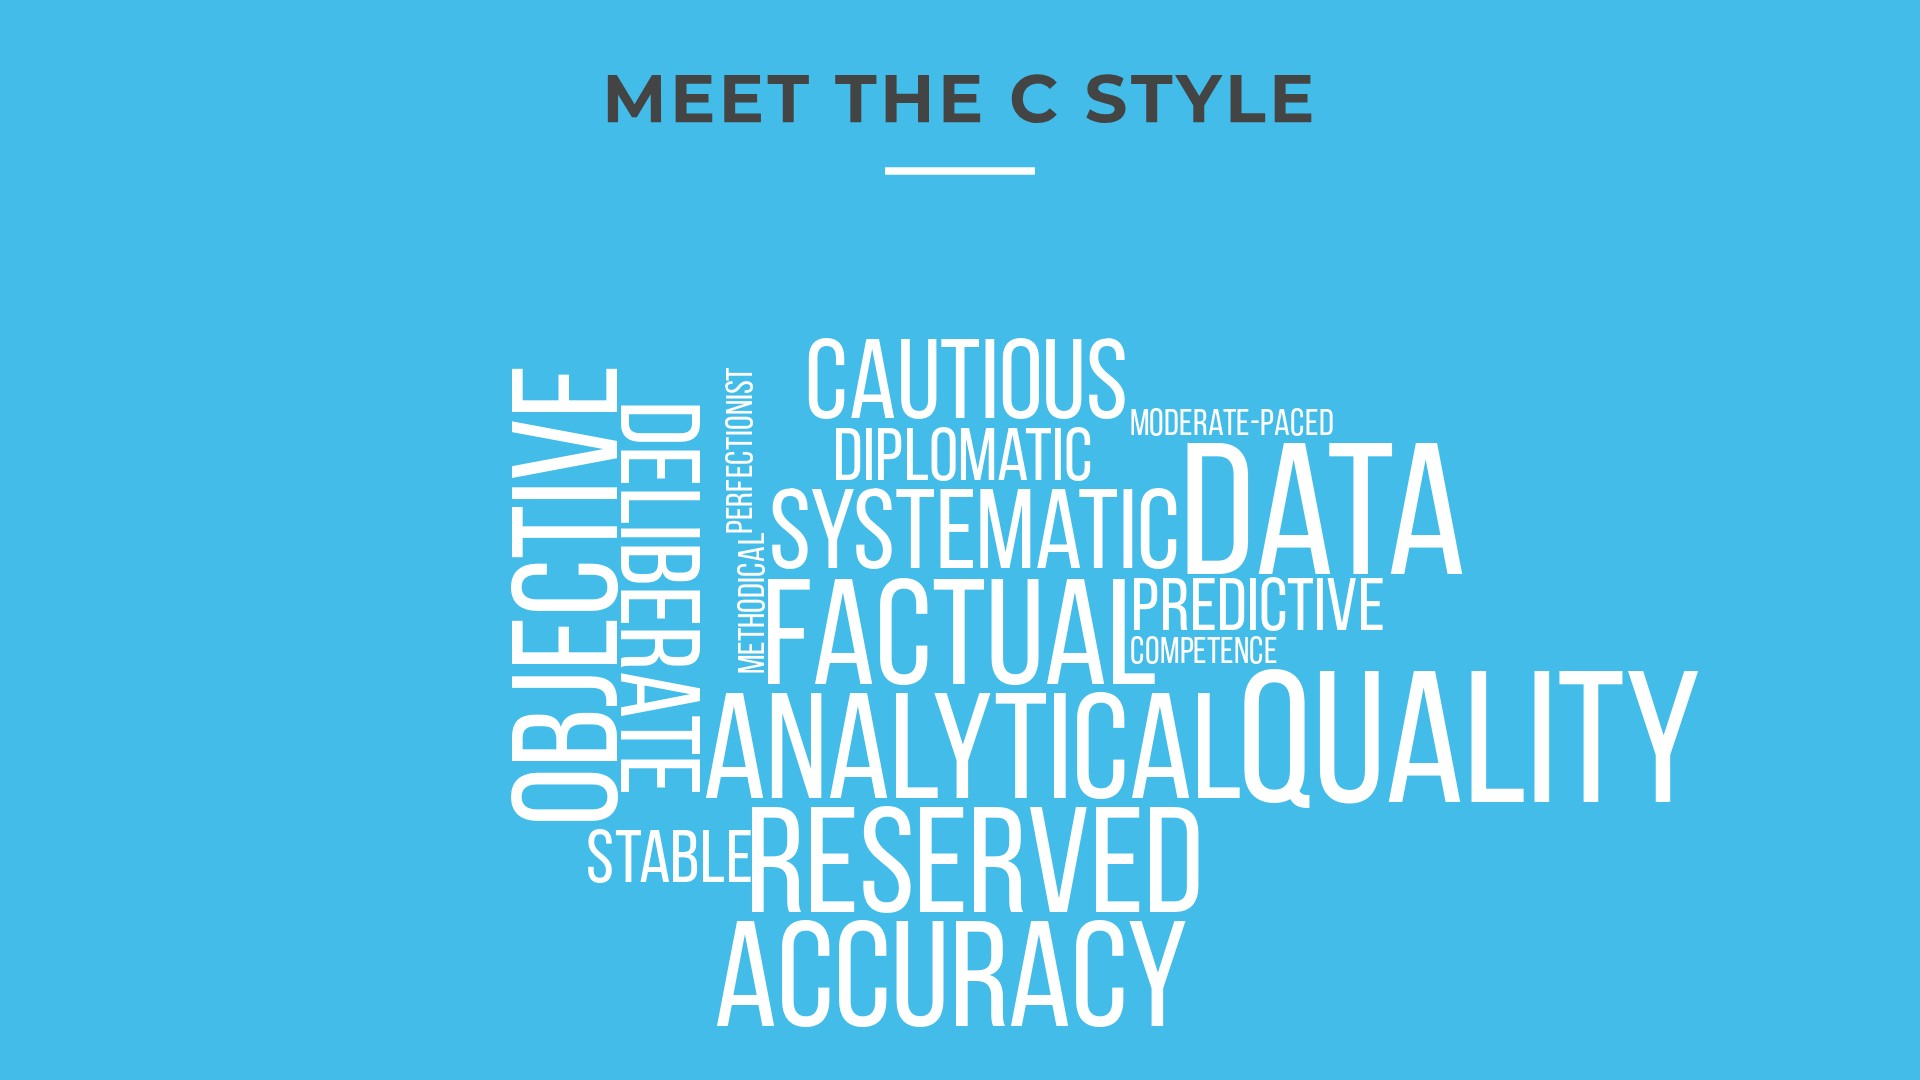 MEET THE C STYLE
OBJECTIVE
DELIBERATE
PERFECTIONIST
METHODICAL
CAUTIOUS
MODERATE-PACED
DIPLOMATIC
DATA
SYSTEMATIC
FACTUAL
PREDICTIVE
COMPETENCE
ANALYTICAL
QUALITY
STABLE
RESERVED
ACCURACY